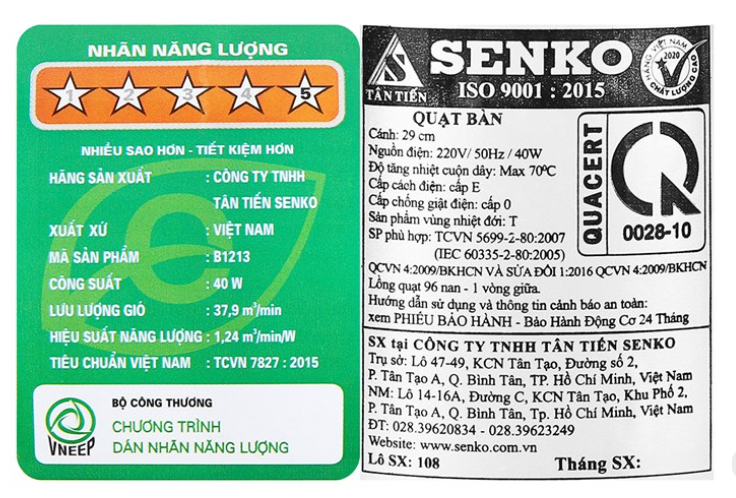 NHÃN NĂNG LƯỢNG
1 2 3 4 5
NHIỀU SAO HƠN - TIẾT KIỆM HƠN
HÃNG SẢN XUẤT : CÔNG TY TNHH
TÂN TIẾN SENKO
XUẤT XỨ : VIỆT NAM
MÃ SẢN PHẨM : B1213
CÔNG SUẤT : 40 W
LƯU LƯỢNG GIÓ : 37,9 m³/min
HIỆU SUẤT NĂNG LƯỢNG : 1,24 m³/min/W
TIÊU CHUẨN VIỆT NAM : TCVN 7827 : 2015
VNEEP
BỘ CÔNG THƯƠNG
CHƯƠNG TRÌNH
DÁN NHÃN NĂNG LƯỢNG
TÂN TIẾN
SENKO
ISO 9001 : 2015
HÀNG VIỆT NAM
2020
CHẤT LƯỢNG CAO
QUẠT BÀN
Cánh: 29 cm
Nguồn điện: 220V/ 50Hz / 40W
Độ tăng nhiệt cuộn dây: Max 70ºC
Cấp cách điện: cấp E
Cấp chống giật điện: cấp 0
Sản phẩm vùng nhiệt đới: T
SP phù hợp: TCVN 5699-2-80:2007
(IEC 60335-2-80:2005)
QUACERT
0028-10
QCVN 4:2009/BKHCN VÀ SỬA ĐỔI 1:2016 QCVN 4:2009/BKHCN
Lồng quạt 96 nan - 1 vòng giữa.
Hướng dẫn sử dụng và thông tin cảnh báo an toàn:
xem PHIẾU BẢO HÀNH - Bảo Hành Động Cơ 24 Tháng
SX tại CÔNG TY TNHH TÂN TIẾN SENKO
Trụ sở: Lô 47-49, KCN Tân Tạo, Đường số 2,
P. Tân Tạo A, Q. Bình Tân, TP. Hồ Chí Minh, Việt Nam
NM: Lô 14-16A, Đường C, KCN Tân Tạo, Khu Phố 2,
P. Tân Tạo A, Q. Bình Tân, Tp. Hồ Chí Minh, Việt Nam
ĐT: 028.39620834 - 028.39623249
Website: www.senko.com.vn
Lô SX: 108 Tháng SX: